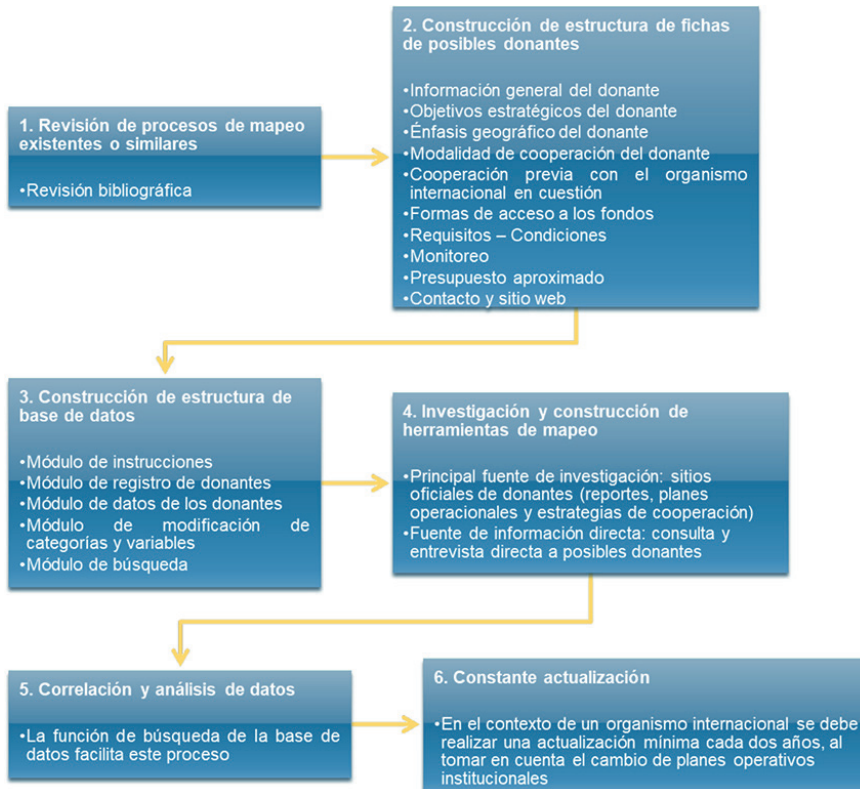 1. Revisión de procesos de mapeo
existentes o similares
•Revisión bibliográfica
2. Construcción de estructura de fichas
de posibles donantes
•Información general del donante
•Objetivos estratégicos del donante
•Énfasis geográfico del donante
•Modalidad de cooperación del donante
•Cooperación previa con el organismo
internacional en cuestión
•Formas de acceso a los fondos
•Requisitos – Condiciones
•Monitoreo
•Presupuesto aproximado
•Contacto y sitio web
3. Construcción de estructura de
base de datos
•Módulo de instrucciones
•Módulo de registro de donantes
•Módulo de datos de los donantes
•Módulo de modificación de
categorías y variables
•Módulo de búsqueda
4. Investigación y construcción de
herramientas de mapeo
•Principal fuente de investigación: sitios
oficiales de donantes (reportes, planes
operacionales y estrategias de cooperación)
•Fuente de información directa: consulta y
entrevista directa a posibles donantes
5. Correlación y análisis de datos
•La función de búsqueda de la base de
datos facilita este proceso
6. Constante actualización
•En el contexto de un organismo internacional se debe
realizar una actualización mínima cada dos años, al
tomar en cuenta el cambio de planes operativos
institucionales